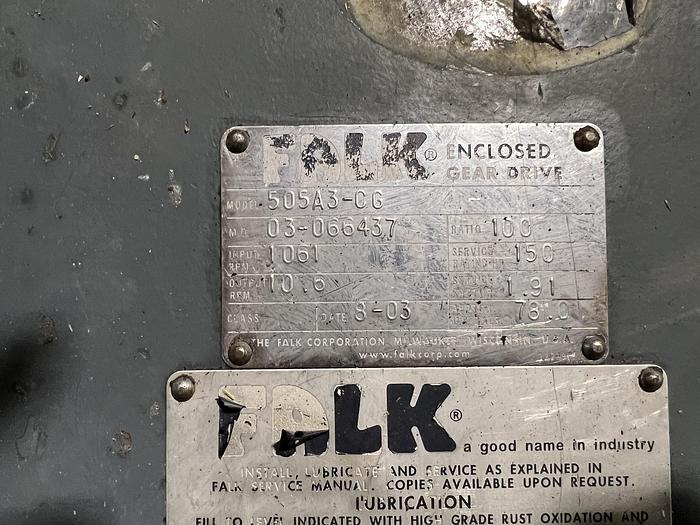 FALK® ENCLOSED
GEAR DRIVE
MODEL 505A3-CG
M.O. 03-066437 RATIO 100
INPUT RPM 1061 SERVICE 150
OUTPUT RPM 10.6 1.91
CLASS DATE 8-03
THE FALK CORPORATION MILWAUKEE, WISCONSIN, U.S.A.
www.falkcorp.com
FALK®
a good name in industry
INSTALL, LUBRICATE AND SERVICE AS EXPLAINED IN
FALK SERVICE MANUAL. COPIES AVAILABLE UPON REQUEST.
LUBRICATION
FILL TO LEVEL INDICATED WITH HIGH GRADE RUST OXIDATION AND